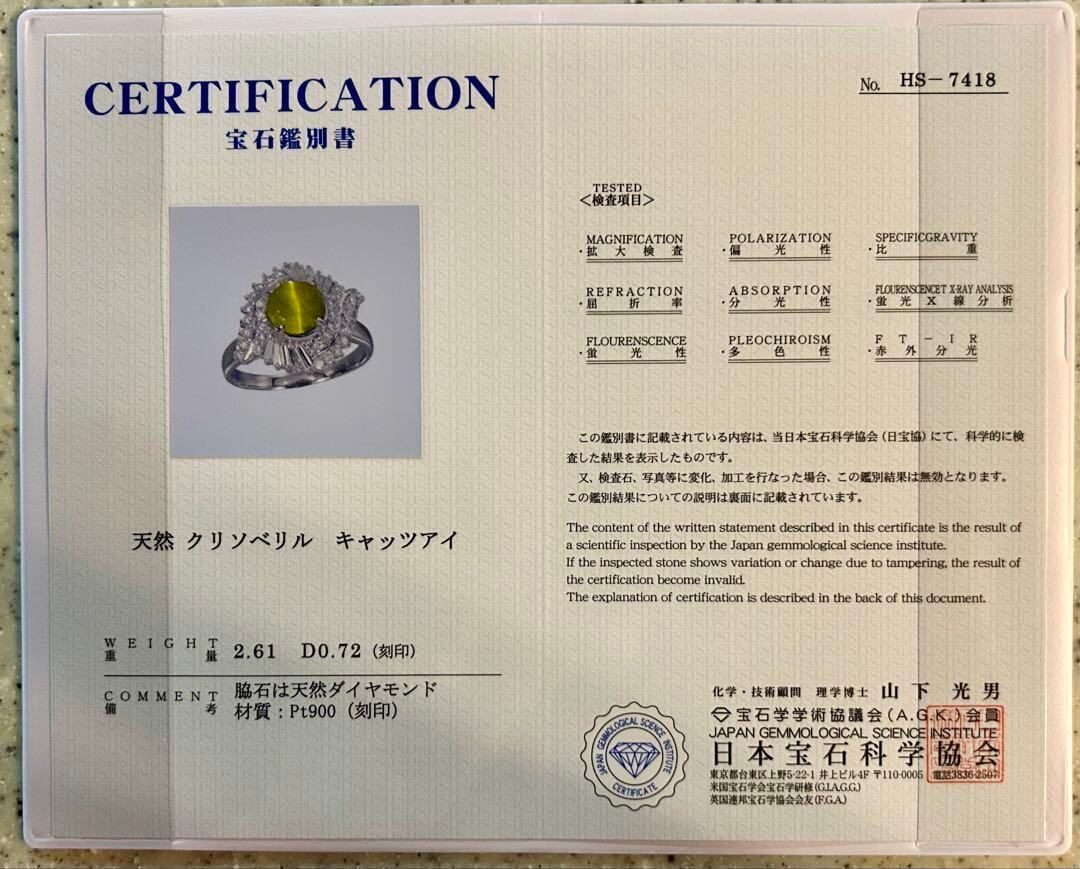 CERTIFICATION
宝石鑑別書
No. HS－7418
TESTED
＜検査項目＞
MAGNIFICATION
・拡大検査
POLARIZATION
・偏光性
SPECIFICGRAVITY
・比重
REFRACTION
・屈折率
ABSORPTION
・分光性
FLOURENSCENCET X-RAY ANALYSIS
・蛍光X線分析
FLOURENSCENCE
・蛍光性
PLEOCHIROISM
・多色性
FT－IR
・赤外分光
この鑑別書に記載されている内容は、当日本宝石科学協会（日宝協）にて、科学的に検
査した結果を表示したものです。
又、検査石、写真等に変化、加工を行なった場合、この鑑別結果は無効となります。
この鑑別結果についての説明は裏面に記載されています。
The content of the written statement described in this certificate is the result of
a scientific inspection by the Japan gemmological science institute.
If the inspected stone shows variation or change due to tampering, the result of
the certification become invalid.
The explanation of certification is described in the back of this document.
天然 クリソベリル　キャッツアイ
WEIGHT
重量 2.61　D0.72（刻印）
COMMENT
備考
脇石は天然ダイヤモンド
材質：Pt900（刻印）
化学・技術顧問　理学博士　山下光男
宝石学学術協議会（A.G.K.）会員
JAPAN GEMMOLOGICAL SCIENCE INSTITUTE
日本宝石科学協会
東京都台東区上野5-22-1 井上ビル4F 〒110-0005 電話3836-2507
米国宝石学会宝石学研修(G.I.A.G.G.)
英国連邦宝石学協会会友(F.G.A.)
JAPAN GEMMOLOGICAL SCIENCE INSTITUTE
CERTIFICATE